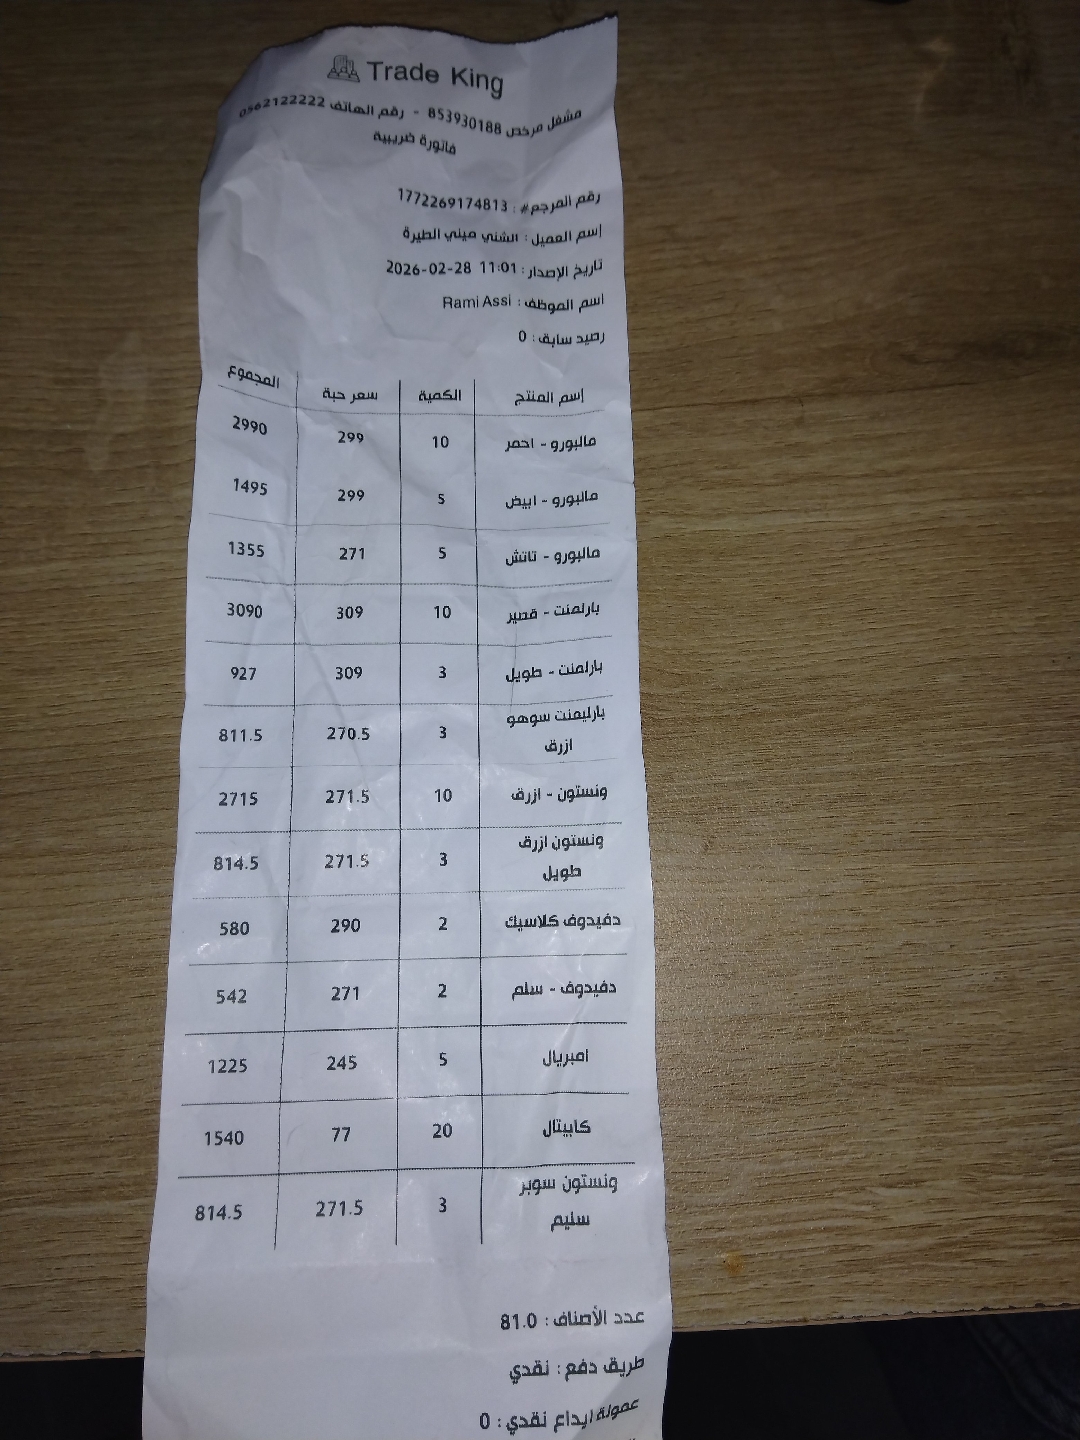 Trade King
مشغل مرخص 853930188 - رقم الهاتف 0562122222
فاتورة ضريبية
رقم المرجع# : 1772269174813
إسم العميل : الشني ميني الطيرة
تاريخ الإصدار : 11:01 2026-02-28
اسم الموظف : Rami Assi
رصيد سابق : 0
إسم المنتج الكمية سعر حبة المجموع
مالبورو - احمر 10 299 2990
مالبورو - ابيض 5 299 1495
مالبورو - تاتش 5 271 1355
بارلمنت - قصير 10 309 3090
بارلمنت - طويل 3 309 927
بارليمنت سوهو
ازرق 3 270.5 811.5
ونستون - ازرق 10 271.5 2715
ونستون ازرق
طويل 3 271.5 814.5
دفيدوف كلاسيك 2 290 580
دفيدوف - سلم 2 271 542
امبريال 5 245 1225
كابيتال 20 77 1540
ونستون سوبر
سليم 3 271.5 814.5
عدد الأصناف : 81.0
طريق دفع : نقدي
عمولة ايداع نقدي : 0